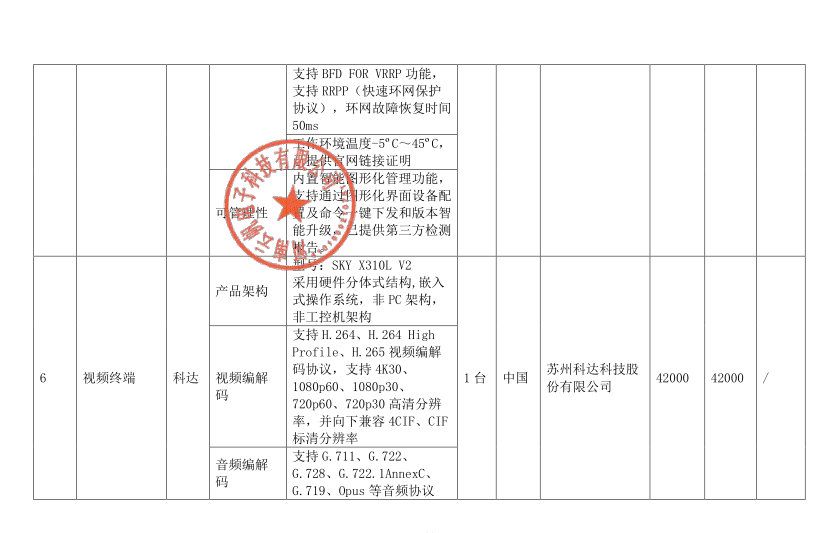 支持 BFD FOR VRRP 功能，
支持 RRPP（快速环网保护
协议），环网故障恢复时间
50ms
工作环境温度-5℃～45℃，
提供官网链接证明
可管理性
内置智能图形化管理功能，
支持通过图形化界面设备配
置及命令一键下发和版本智
能升级，已提供第三方检测
报告。
6
视频终端
科达
产品架构
型号：SKY X310L V2
采用硬件分体式结构,嵌入
式操作系统，非 PC 架构，
非工控机架构
视频编解
码
支持 H.264、H.264 High
Profile、H.265 视频编解
码协议，支持 4K30、
1080p60、1080p30、
720p60、720p30 高清分辨
率，并向下兼容 4CIF、CIF
标清分辨率
1 台
中国
苏州科达科技股
份有限公司
42000
42000
/
音频编解
码
支持 G.711、G.722、
G.728、G.722.1AnnexC、
G.719、Opus 等音频协议
电子科技有限公司